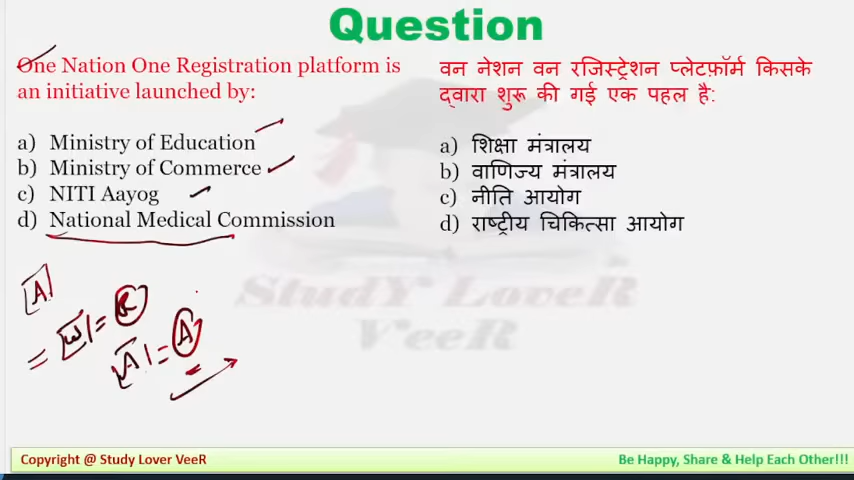 Question
One Nation One Registration platform is
an initiative launched by:
a) Ministry of Education
b) Ministry of Commerce
c) NITI Aayog
d) National Medical Commission
वन नेशन वन रजिस्ट्रेशन प्लेटफ़ॉर्म किसके
द्वारा शुरू की गई एक पहल है:
a) शिक्षा मंत्रालय
b) वाणिज्य मंत्रालय
c) नीति आयोग
d) राष्ट्रीय चिकित्सा आयोग
StudY LoveR
VeeR
A
= W = R
A = A
Copyright @ Study Lover VeeR
Be Happy, Share & Help Each Other!!!